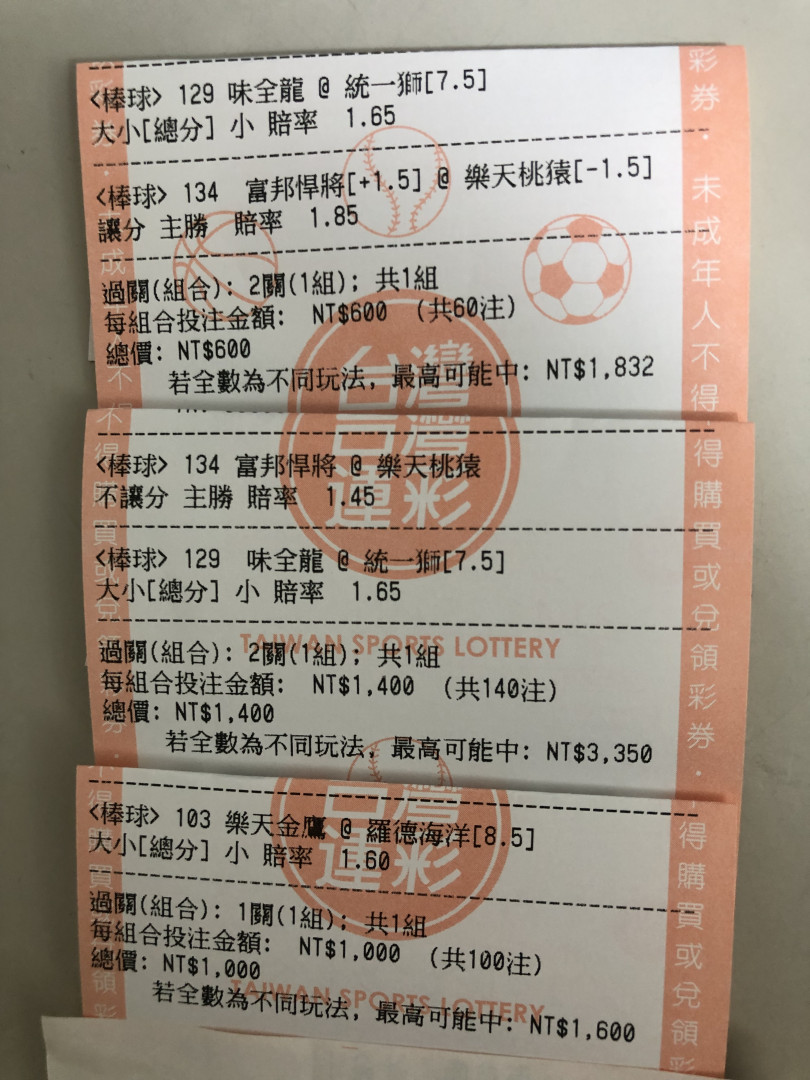 <棒球> 129 味全龍 @ 統一獅[7.5]
大小[總分] 小 賠率 1.65
<棒球> 134 富邦悍將[+1.5] @ 樂天桃猿[-1.5]
讓分 主勝 賠率 1.85
過關(組合): 2關(1組); 共1組
每組合投注金額: NT$600 (共60注)
總價: NT$600
若全數為不同玩法, 最高可能中: NT$1,832
<棒球> 134 富邦悍將 @ 樂天桃猿
不讓分 主勝 賠率 1.45
<棒球> 129 味全龍 @ 統一獅[7.5]
大小[總分] 小 賠率 1.65
TAIWAN SPORTS LOTTERY
過關(組合): 2關(1組); 共1組
每組合投注金額: NT$1,400 (共140注)
總價: NT$1,400
若全數為不同玩法, 最高可能中: NT$3,350
<棒球> 103 樂天金鷹 @ 羅德海洋[8.5]
大小[總分] 小 賠率 1.60
過關(組合): 1關(1組); 共1組
每組合投注金額: NT$1,000 (共100注)
總價: NT$1,000
TAIWAN SPORTS LOTTERY
若全數為不同玩法, 最高可能中: NT$1,600
台灣運彩
台灣運彩
彩券・未成年人不得
得購買或兌領彩券・
得購買或兌領彩